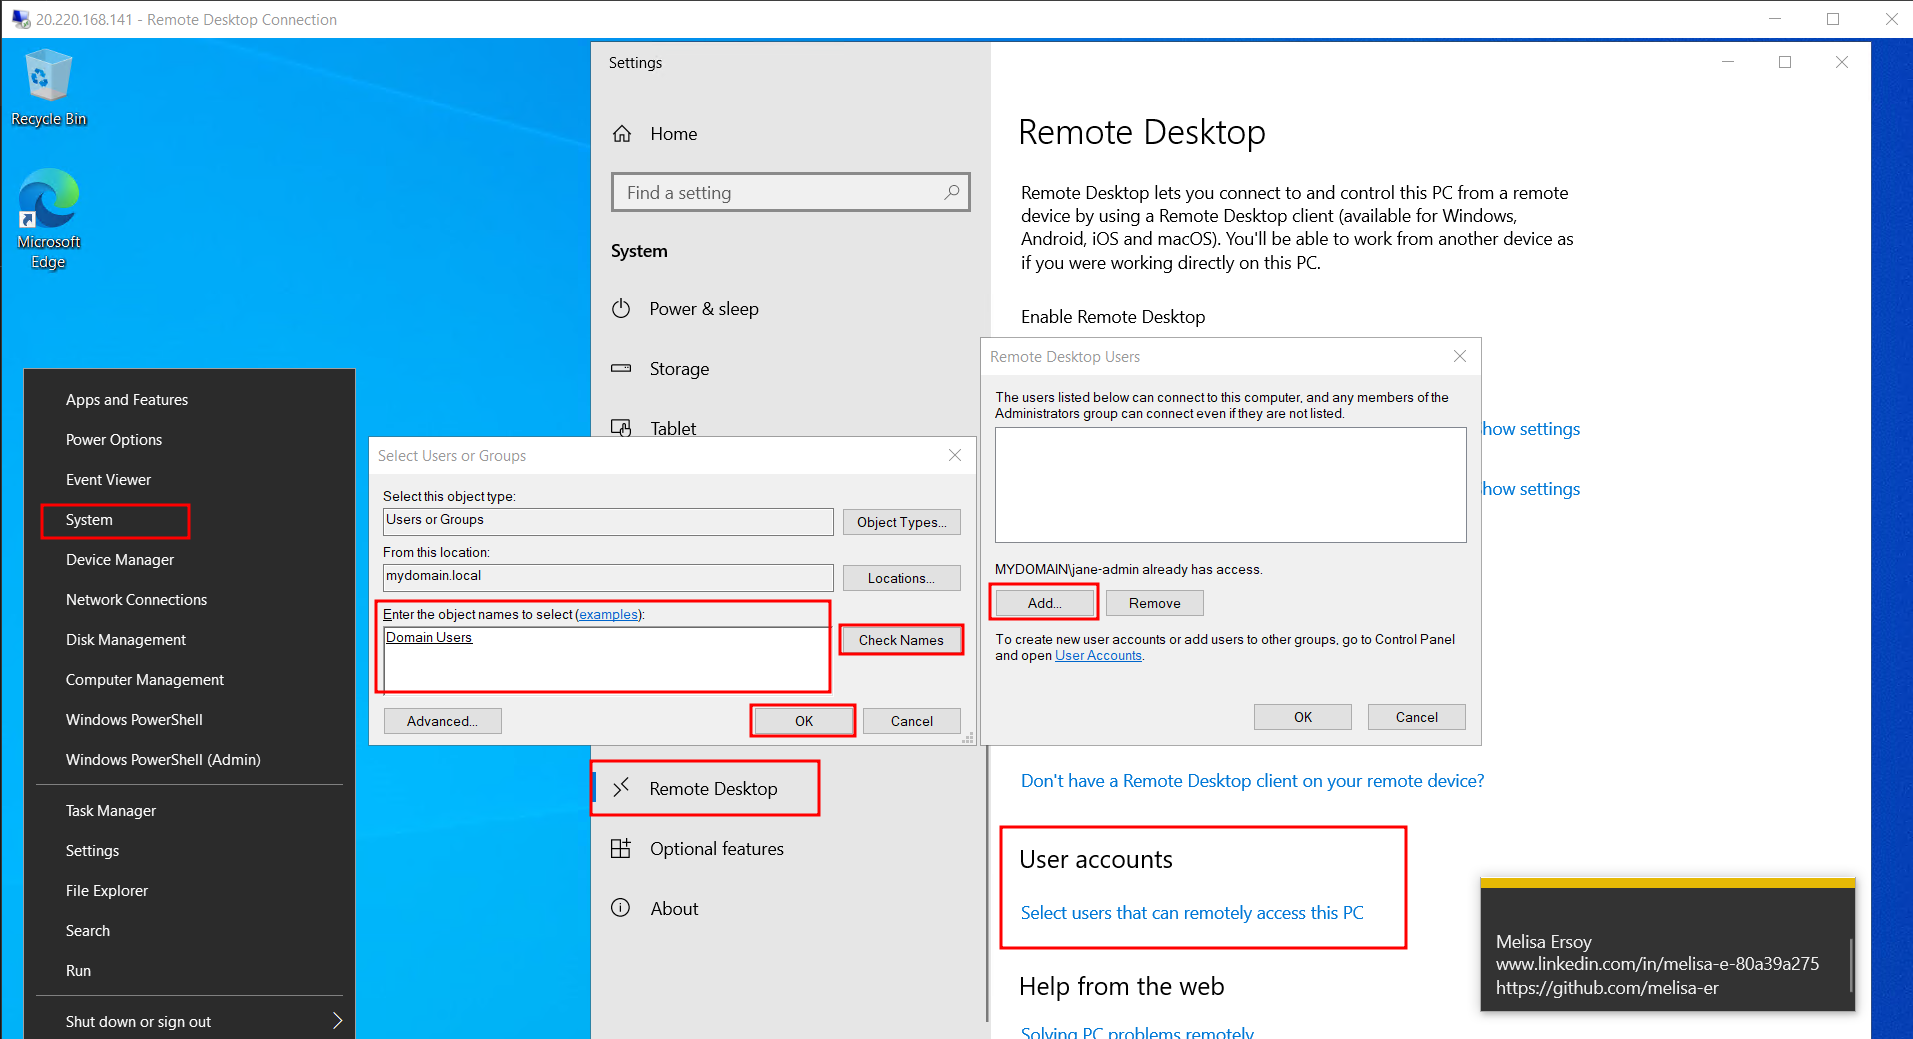 20.220.168.141 - Remote Desktop Connection
Recycle Bin
Microsoft
Edge
Apps and Features
Power Options
Event Viewer
System
Device Manager
Network Connections
Disk Management
Computer Management
Windows PowerShell
Windows PowerShell (Admin)
Task Manager
Settings
File Explorer
Search
Run
Shut down or sign out
Settings
Home
Find a setting
System
Power & sleep
Storage
Tablet
Remote Desktop
Optional features
About
Select Users or Groups
Select this object type:
Users or Groups
Object Types...
From this location:
mydomain.local
Locations...
Enter the object names to select (examples):
Domain Users
Check Names
Advanced...
OK
Cancel
Remote Desktop
Remote Desktop lets you connect to and control this PC from a remote
device by using a Remote Desktop client (available for Windows,
Android, iOS and macOS). You'll be able to work from another device as
if you were working directly on this PC.
Enable Remote Desktop
Remote Desktop Users
The users listed below can connect to this computer, and any members of the
Administrators group can connect even if they are not listed.
MYDOMAIN\jane-admin already has access.
Add...
Remove
To create new user accounts or add users to other groups, go to Control Panel
and open User Accounts.
OK
Cancel
how settings
how settings
Don't have a Remote Desktop client on your remote device?
User accounts
Select users that can remotely access this PC
Help from the web
Solving PC problems remotely
Melisa Ersoy
www.linkedin.com/in/melisa-e-80a39a275
https://github.com/melisa-er